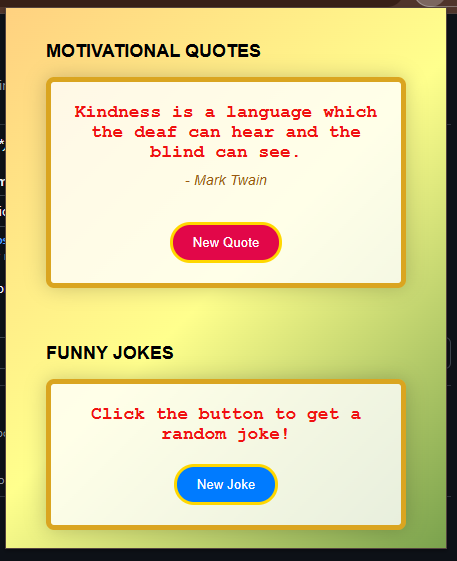 MOTIVATIONAL QUOTES
Kindness is a language which
the deaf can hear and the
blind can see.
- Mark Twain
New Quote
FUNNY JOKES
Click the button to get a
random joke!
New Joke